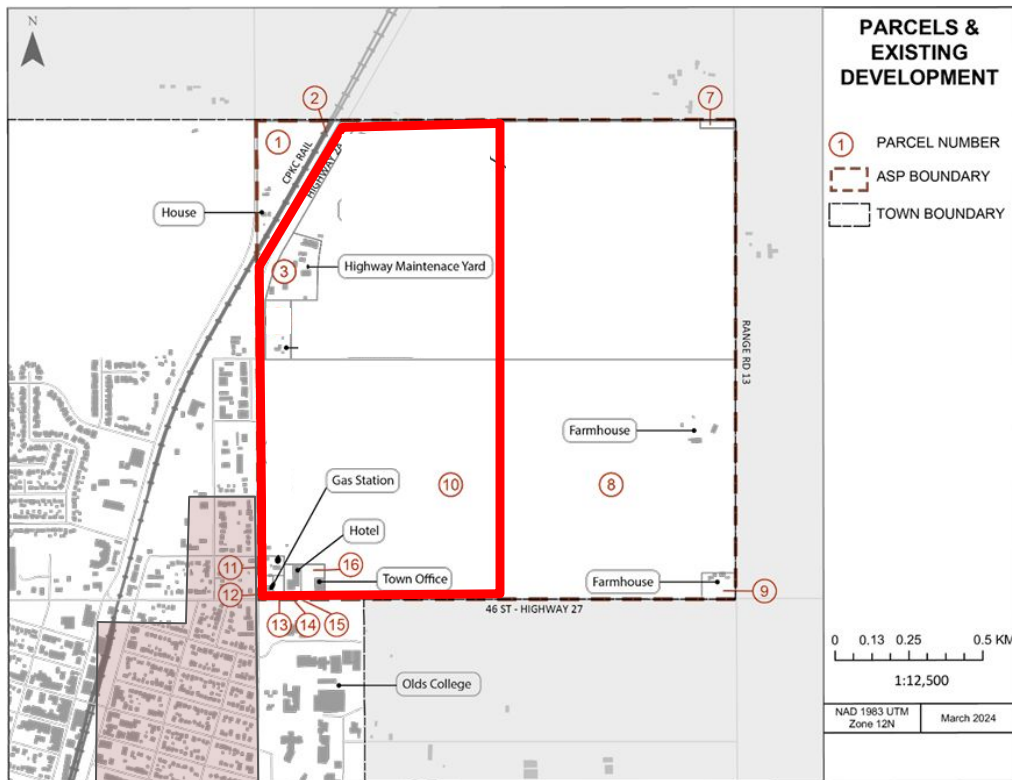 N
PARCELS &
EXISTING
DEVELOPMENT
1 PARCEL NUMBER
ASP BOUNDARY
TOWN BOUNDARY
2
7
1
CPKC RAIL
HIGHWAY 2A
House
3
Highway Maintenace Yard
RANGE RD 13
Farmhouse
Gas Station
10
8
Hotel
11
16
Town Office
Farmhouse
12
9
46 ST - HIGHWAY 27
13
14
15
Olds College
0 0.13 0.25 0.5 KM
1:12,500
NAD 1983 UTM
Zone 12N
March 2024